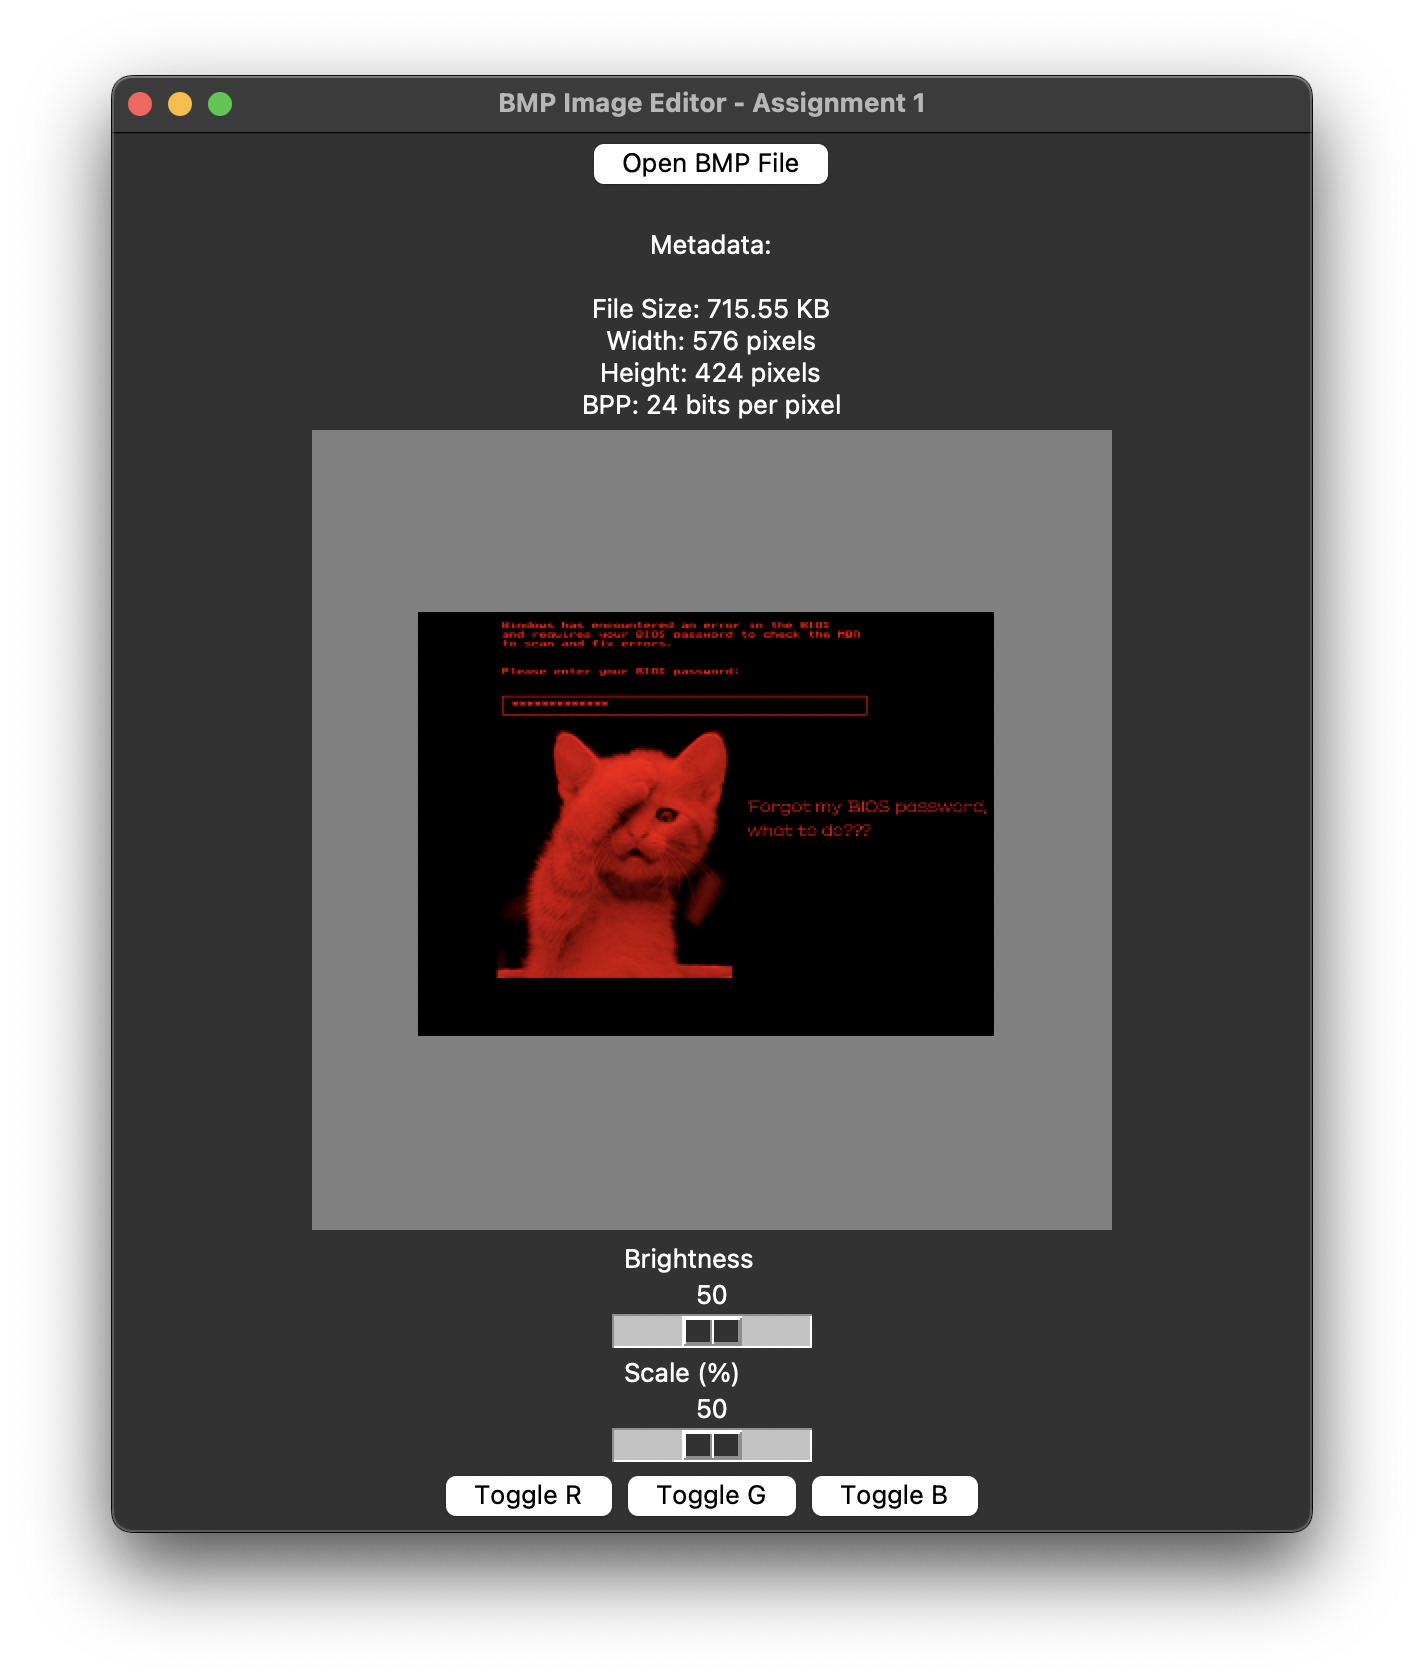 BMP Image Editor - Assignment 1
Open BMP File
Metadata:
File Size: 715.55 KB
Width: 576 pixels
Height: 424 pixels
BPP: 24 bits per pixel
Windows has encountered an error in the BIOS
and requires your BIOS password to check the MBR
to scan and fix errors.
Please enter your BIOS password:
*************
Forgot my BIOS password,
what to do???
Brightness
50
Scale (%)
50
Toggle R
Toggle G
Toggle B